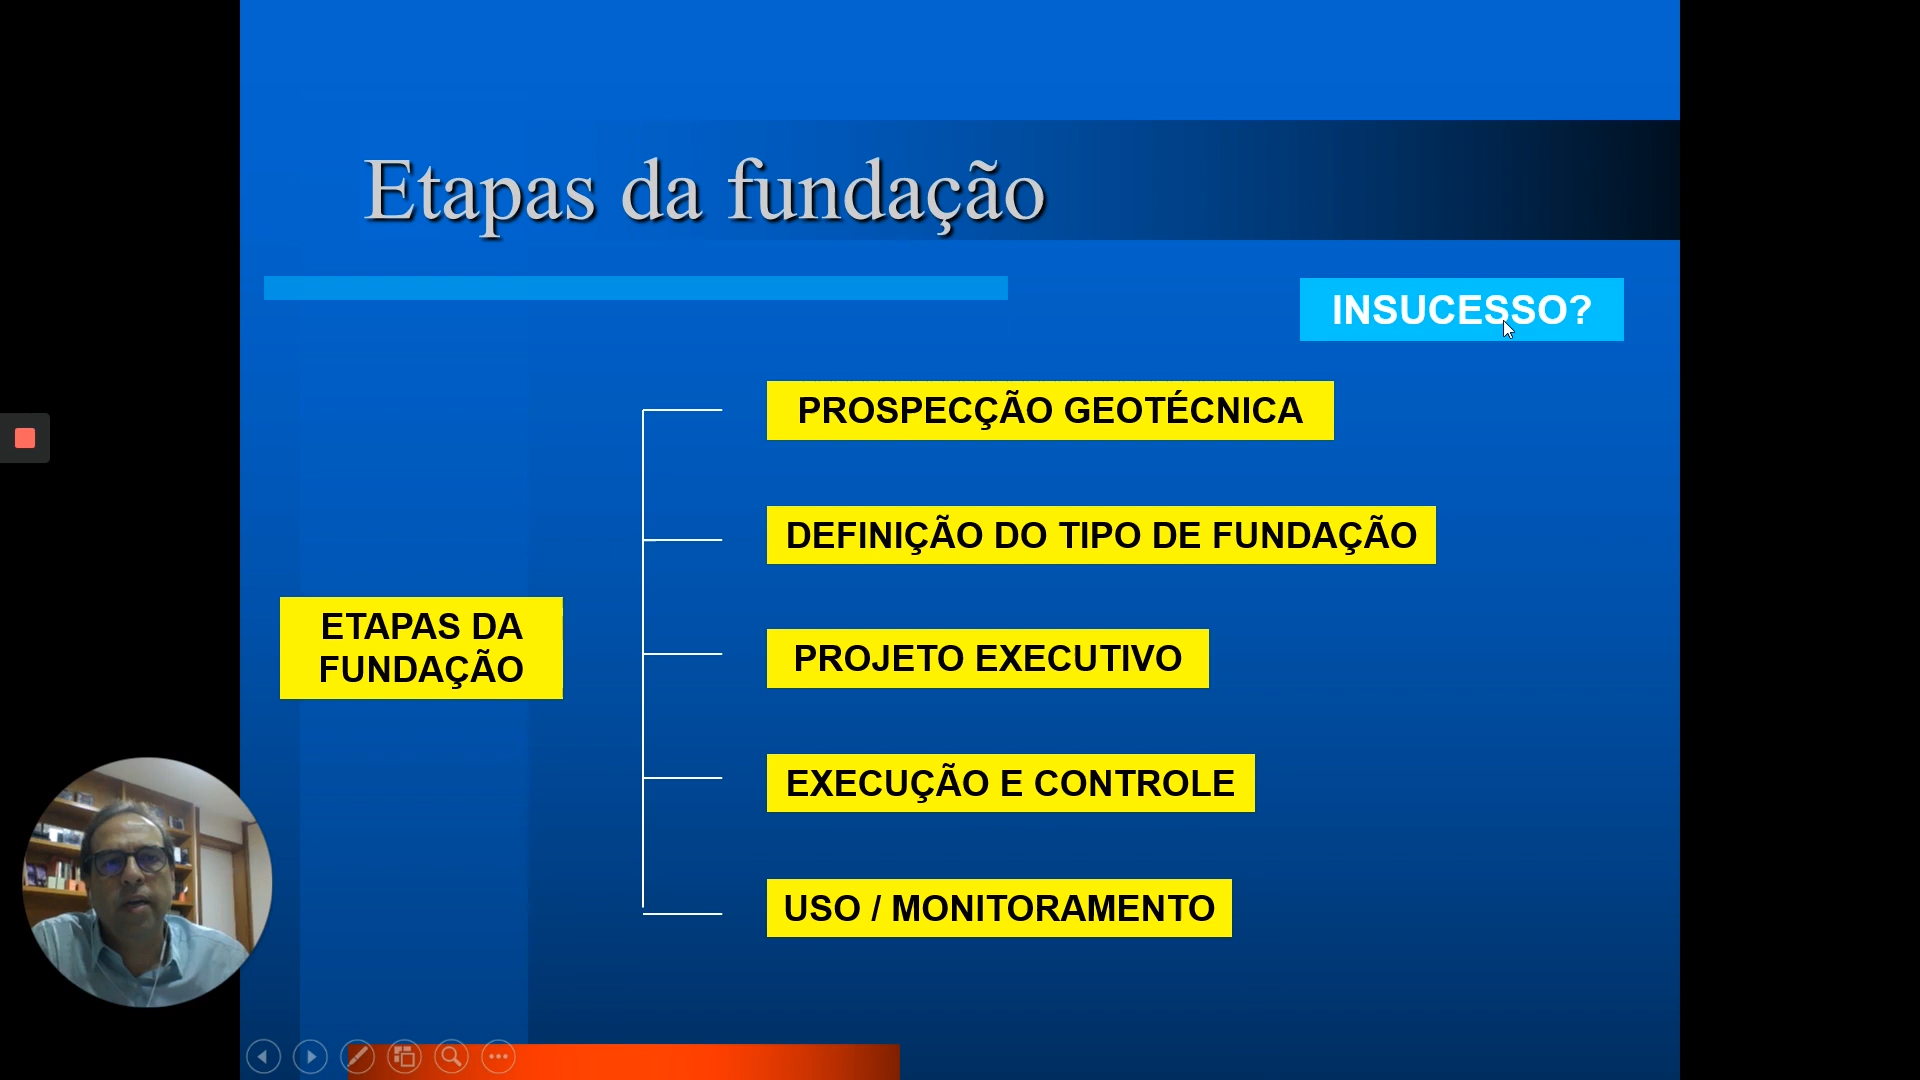 Etapas da fundação
INSUCESSO?
PROSPECÇÃO GEOTÉCNICA
DEFINIÇÃO DO TIPO DE FUNDAÇÃO
ETAPAS DA
FUNDAÇÃO
PROJETO EXECUTIVO
EXECUÇÃO E CONTROLE
USO / MONITORAMENTO